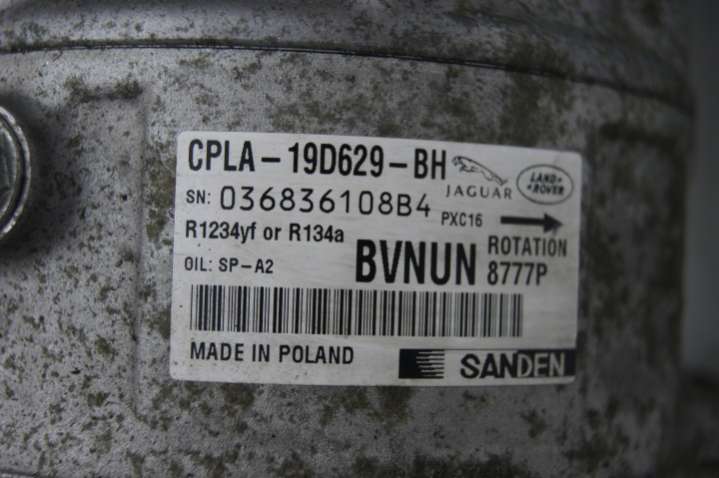 CPLA-19D629-BH
JAGUAR
LAND-
ROVER
SN: 036836108B4
PXC16
R1234yf or R134a
ROTATION
OIL: SP-A2
BVNUN
8777P
MADE IN POLAND
SANDEN